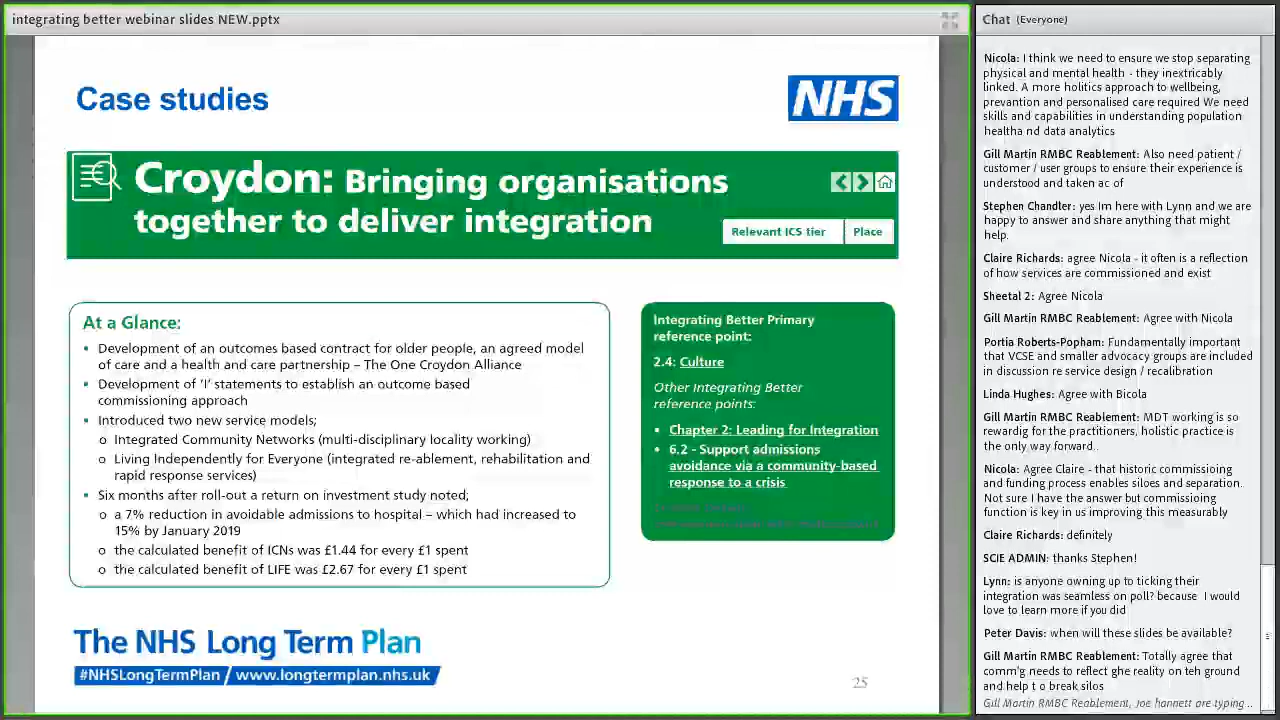 integrating better webinar slides NEW.pptx
Case studies
NHS
Croydon: Bringing organisations
together to deliver integration
Relevant ICS tier
Place
At a Glance:
• Development of an outcomes based contract for older people, an agreed model
of care and a health and care partnership – The One Croydon Alliance
• Development of 'I' statements to establish an outcome based
commissioning approach
• Introduced two new service models;
o Integrated Community Networks (multi-disciplinary locality working)
o Living Independently for Everyone (integrated re-ablement, rehabilitation and
rapid response services)
• Six months after roll-out a return on investment study noted;
o a 7% reduction in avoidable admissions to hospital – which had increased to
15% by January 2019
o the calculated benefit of ICNs was £1.44 for every £1 spent
o the calculated benefit of LIFE was £2.67 for every £1 spent
Integrating Better Primary
reference point:
2.4: Culture
Other Integrating Better
reference points:
• Chapter 2: Leading for Integration
• 6.2 - Support admissions
avoidance via a community-based
response to a crisis
The NHS Long Term Plan
#NHSLongTermPlan / www.longtermplan.nhs.uk
25
Chat (Everyone)
Nicola: I think we need to ensure we stop separating
physical and mental health - they inextricably
linked. A more holitics approach to wellbeing,
prevantion and personalised care required We need
skills and capabilities in understanding population
healtha nd data analytics
Gill Martin RMBC Reablement: Also need patient /
customer / user groups to ensure their experience is
understood and taken ac of
Stephen Chandler: yes Im here with Lynn and we are
happy to answer and share anything that might
help.
Claire Richards: agree Nicola - it often is a reflection
of how services are commissioned and exist
Sheetal 2: Agree Nicola
Gill Martin RMBC Reablement: Agree with Nicola
Portia Roberts-Popham: Fundamentally important
that VCSE and smaller advocacy groups are included
in discussion re service design / recalibration
Linda Hughes: Agree with Bicola
Gill Martin RMBC Reablement: MDT working is so
rewardig for the practitioners, holistic practice is
the only way forward..
Nicola: Agree Claire - that historic commissioing
and funding process enables siloes and separation..
Not sure I have the answer but commissioing
function is key in us improving this measurably
Claire Richards: definitely
SCIE ADMIN: thanks Stephen!
Lynn: is anyone owning up to ticking their
integration was seamless on poll? because I would
love to learn more if you did
Peter Davis: when will these slides be available?
Gill Martin RMBC Reablement: Totally agree that
comm'g needs to reflect ghe reality on teh ground
and help t o break silos
Gill Martin RMBC Reablement, Joe hannett are typing...